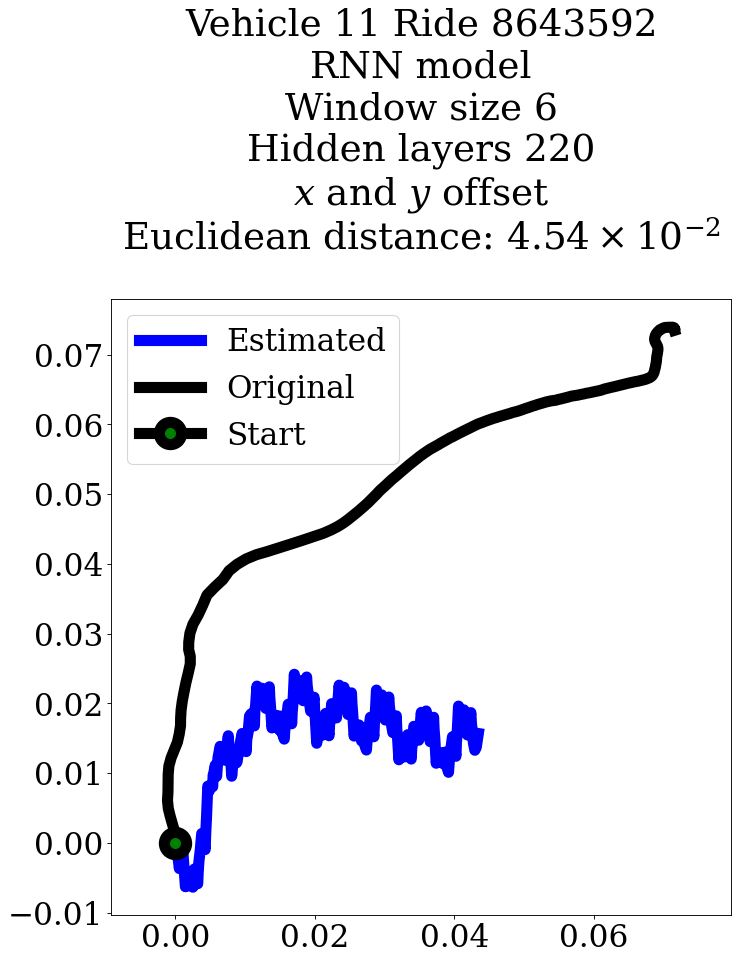 Vehicle 11 Ride 8643592
RNN model
Window size 6
Hidden layers 220
x and y offset
Euclidean distance: 4.54 × 10⁻²
Estimated
Original
Start
0.07
0.06
0.05
0.04
0.03
0.02
0.01
0.00
−0.01
0.00 0.02 0.04 0.06